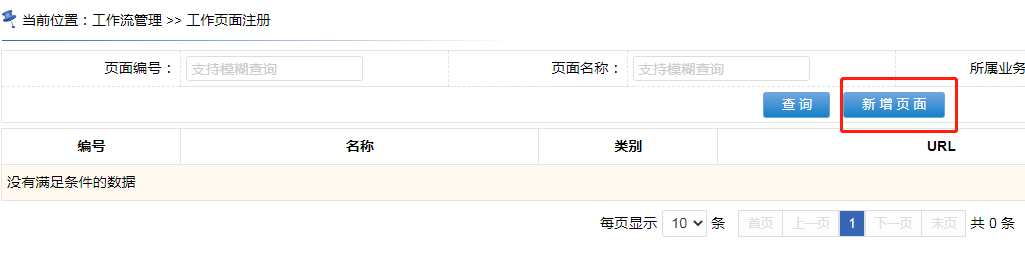 当前位置：工作流管理 >> 工作页面注册
页面编号： 支持模糊查询 页面名称： 支持模糊查询 所属业务
查 询 新 增 页 面
编号 名称 类别 URL
没有满足条件的数据
每页显示 10 条 首页 上一页 1 下一页 末页 共 0 条